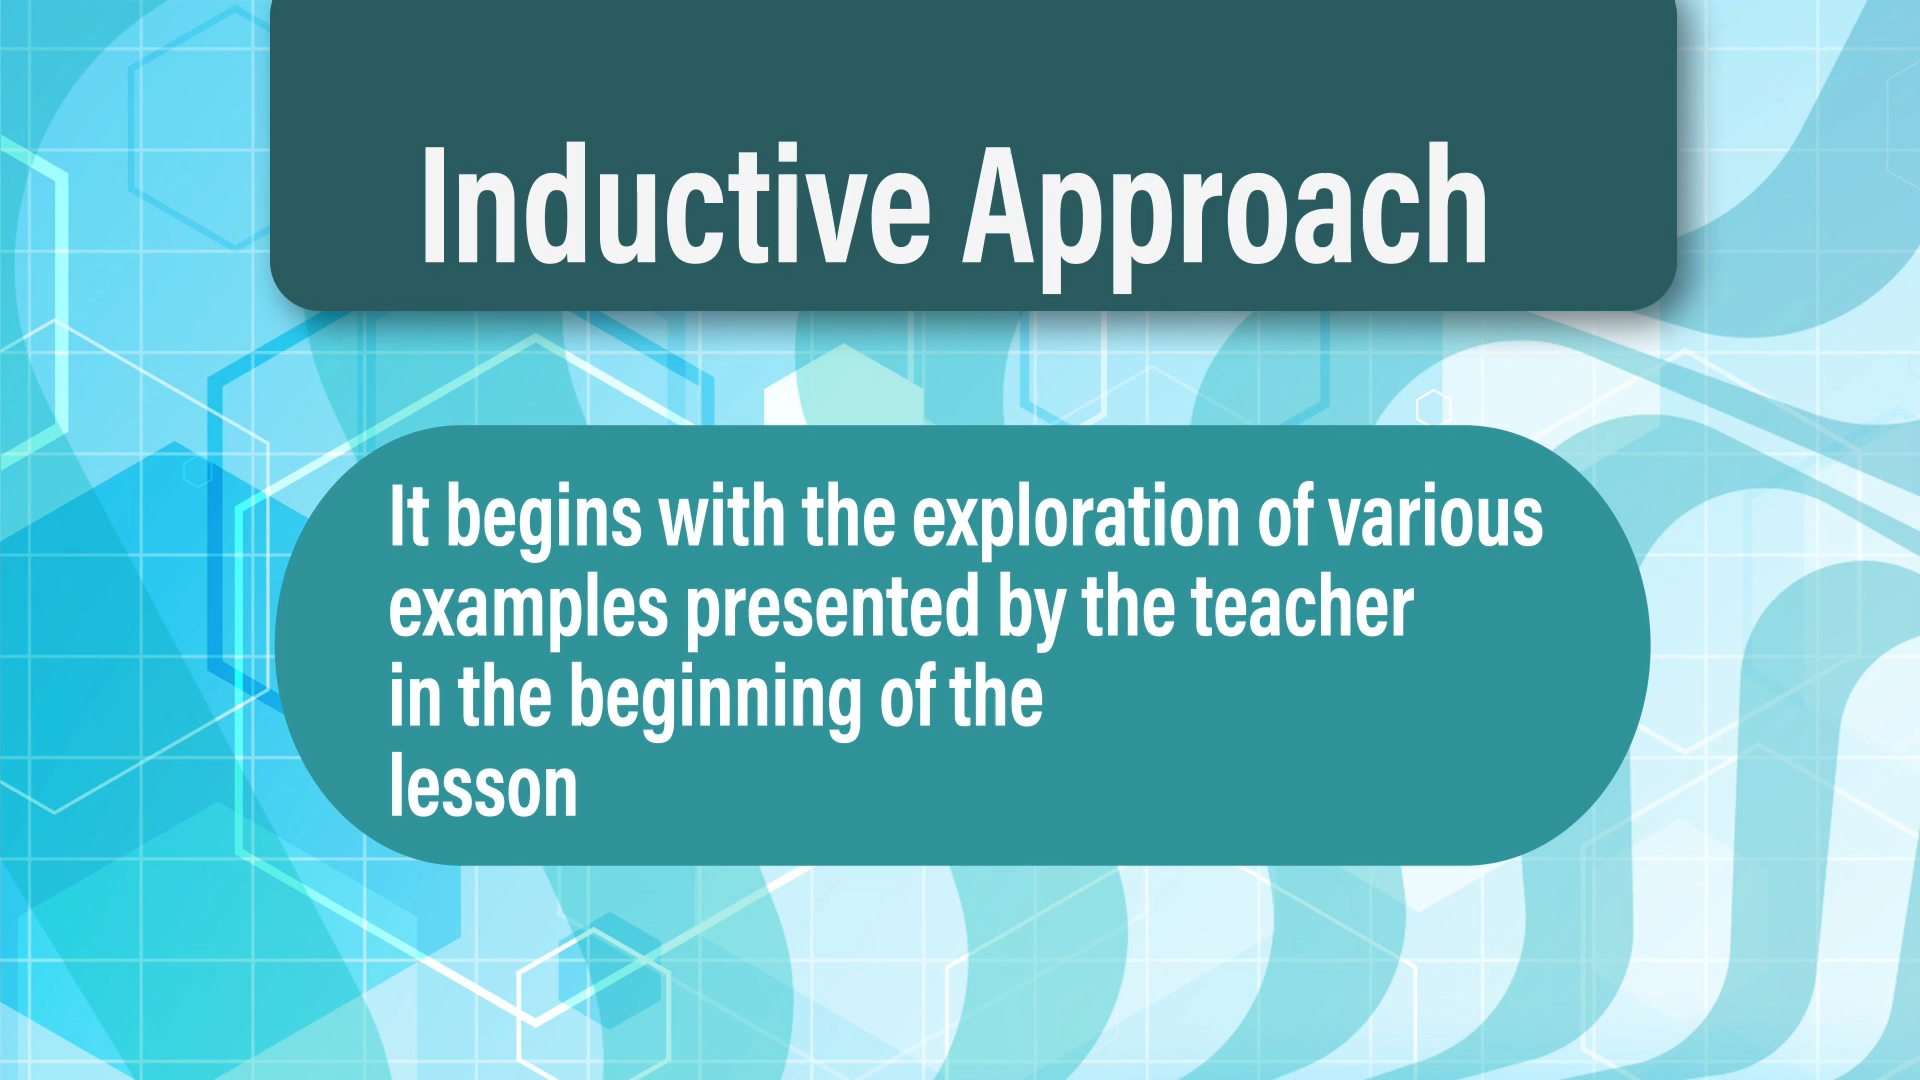 Inductive Approach
It begins with the exploration of various
examples presented by the teacher
in the beginning of the
lesson